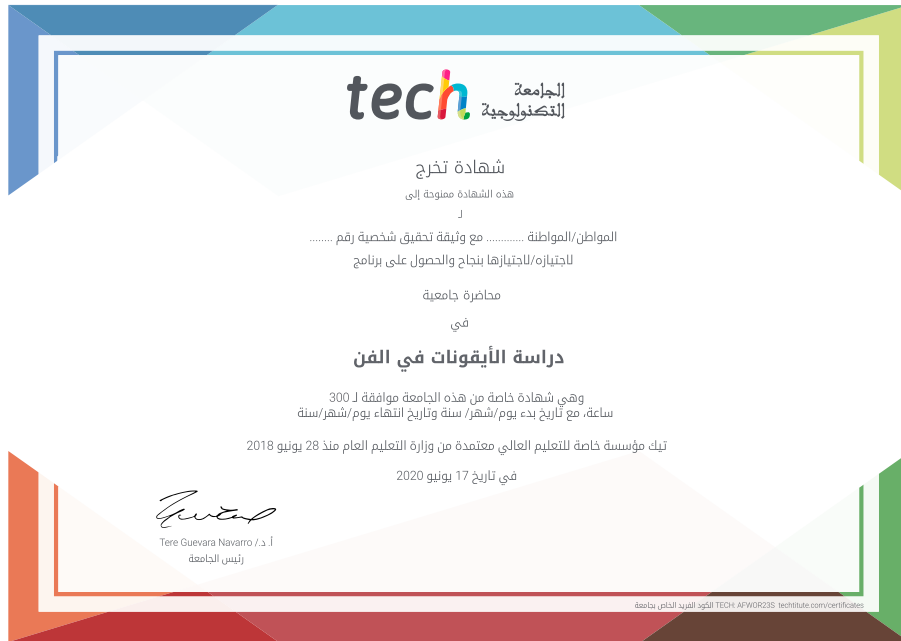 tech الجامعة
التكنولوجية
شهادة تخرج
هذه الشهادة ممنوحة إلى
لـ
المواطن/المواطنة ............ مع وثيقة تحقيق شخصية رقم ........
لاجتيازه/لاجتيازها بنجاح والحصول على برنامج
محاضرة جامعية
في
دراسة الأيقونات في الفن
وهي شهادة خاصة من هذه الجامعة موافقة لـ 300
ساعة، مع تاريخ بدء يوم/شهر/ سنة وتاريخ انتهاء يوم/شهر/سنة
تيك مؤسسة خاصة للتعليم العالي معتمدة من وزارة التعليم العام منذ 28 يونيو 2018
في تاريخ 17 يونيو 2020
أ. د./ Tere Guevara Navarro
رئيس الجامعة
الكود الفريد الخاص بجامعة TECH: AFWOR23S techtitute.com/certificates